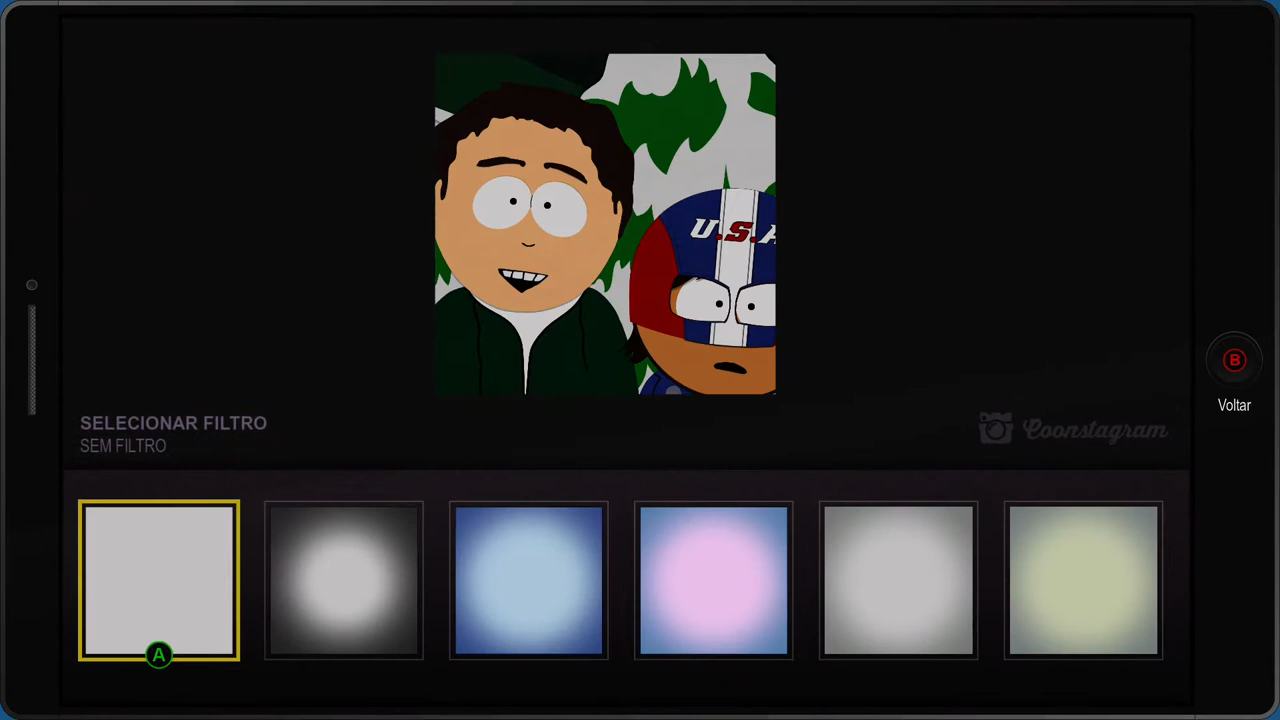 U.S.A
B
Voltar
SELECIONAR FILTRO
SEM FILTRO
Coonstagram
A